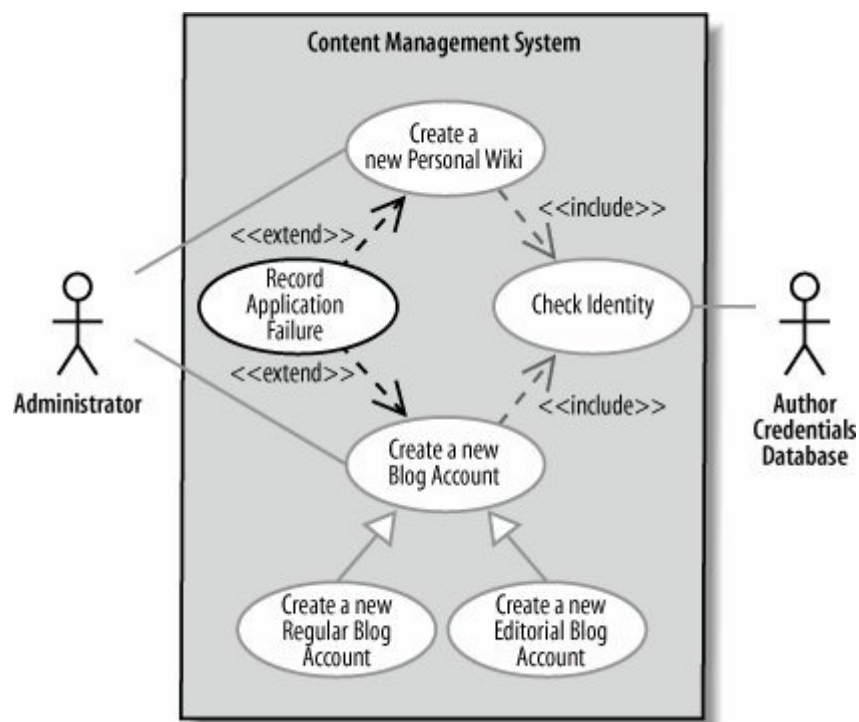 Content Management System
Create a
new Personal Wiki
<<include>>
<<extend>>
Record
Application
Failure
Check Identity
<<extend>>
<<include>>
Administrator
Author
Credentials
Database
Create a new
Blog Account
Create a new
Regular Blog
Account
Create a new
Editorial Blog
Account